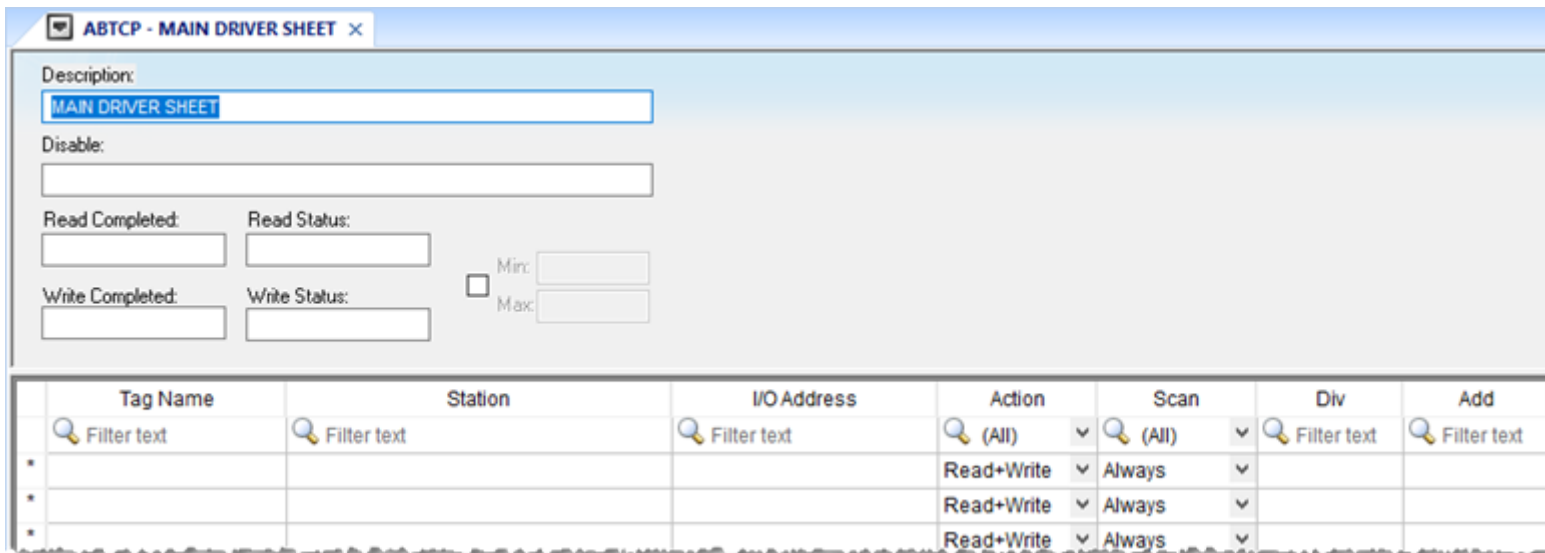 ABTCP - MAIN DRIVER SHEET
Description:
MAIN DRIVER SHEET
Disable:
Read Completed: Read Status:
Min:
Write Completed: Write Status:
Max:
Tag Name Station I/O Address Action Scan Div Add
Filter text Filter text Filter text (All) (All) Filter text Filter text
* Read+Write Always
* Read+Write Always
* Read+Write Always